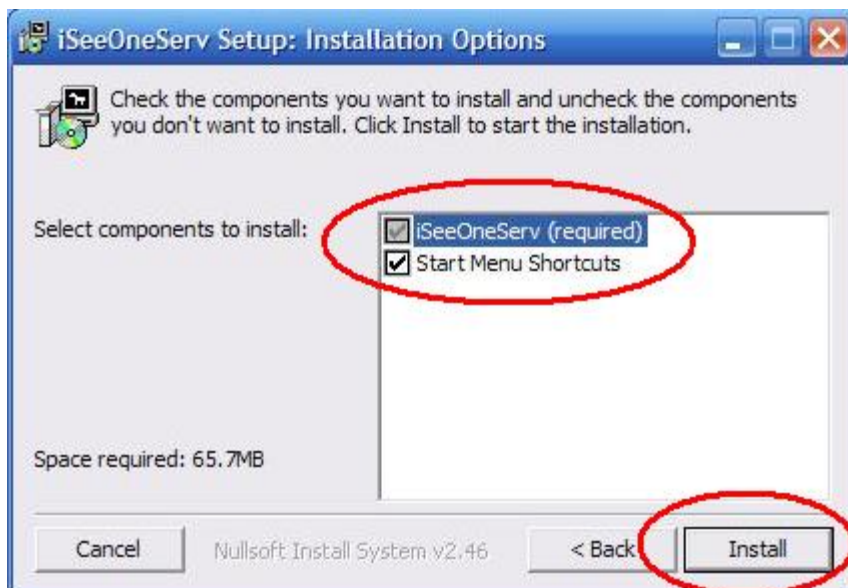 iSeeOneServ Setup: Installation Options
Check the components you want to install and uncheck the components
you don't want to install. Click Install to start the installation.
Select components to install:
iSeeOneServ (required)
Start Menu Shortcuts
Space required: 65.7MB
Cancel
Nullsoft Install System v2.46
< Back
Install